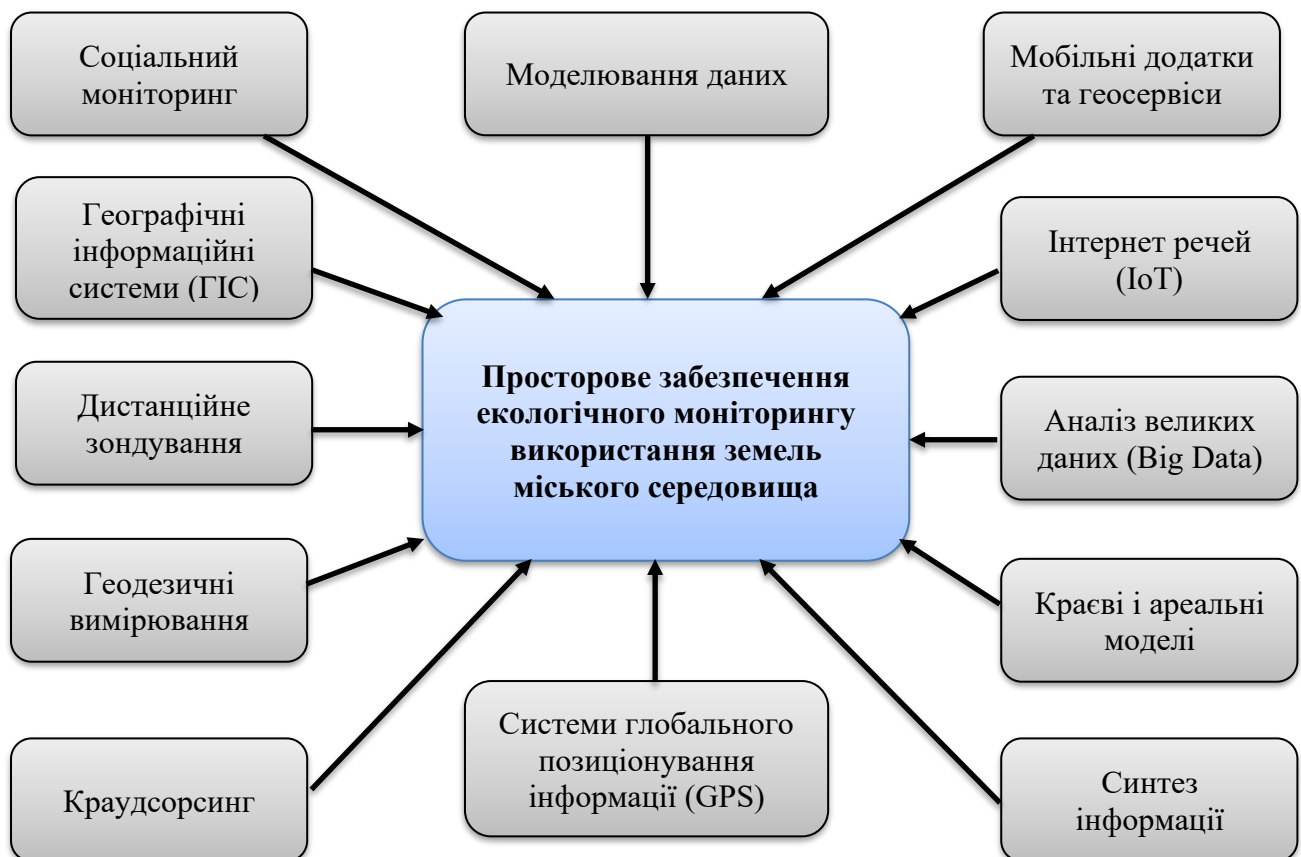 Соціальний
моніторинг
Моделювання даних
Мобільні додатки
та геосервіси
Географічні
інформаційні
системи (ГІС)
Інтернет речей
(IoT)
Просторове забезпечення
екологічного моніторингу
використання земель
міського середовища
Дистанційне
зондування
Аналіз великих
даних (Big Data)
Геодезичні
вимірювання
Краєві і ареальні
моделі
Краудсорсинг
Системи глобального
позиціонування
інформації (GPS)
Синтез
інформації